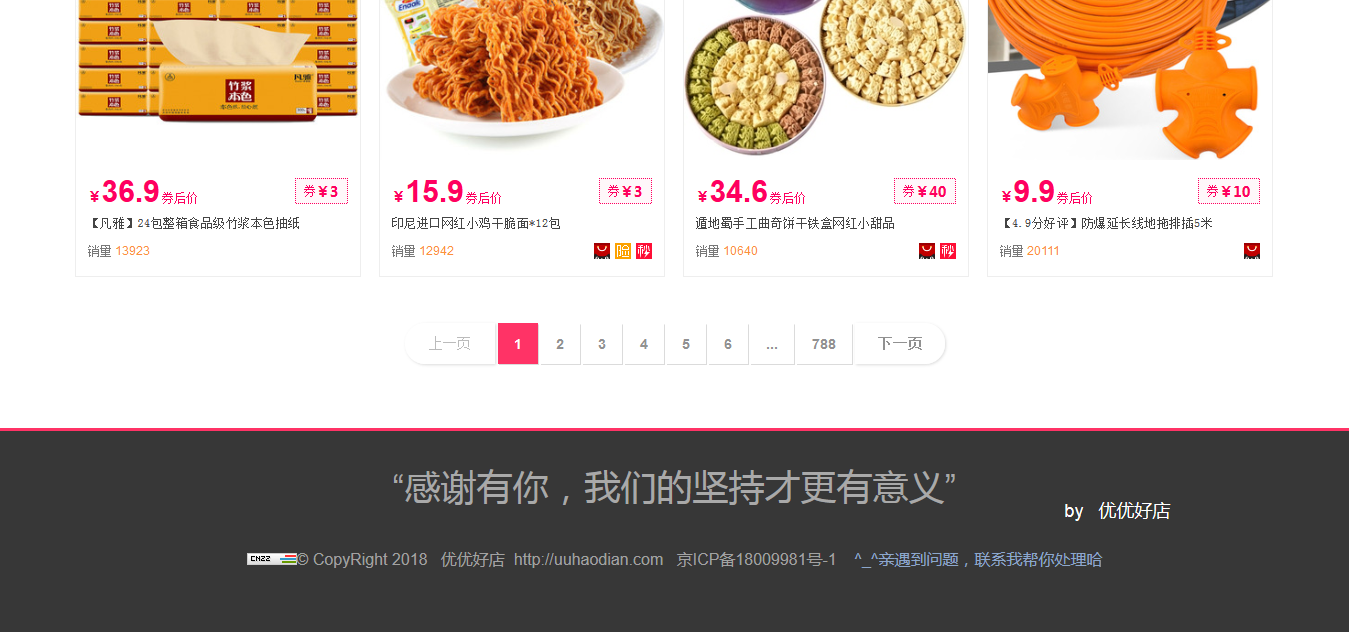 Enaak
竹浆
本色
凡雅
竹浆
本色
¥36.9券后价 券¥3
【凡雅】24包整箱食品级竹浆本色抽纸
销量 13923
¥15.9券后价 券¥3
印尼进口网红小鸡干脆面*12包
销量 12942 验 秒
¥34.6券后价 券¥40
遁地蜀手工曲奇饼干铁盒网红小甜品
销量 10640 秒
¥9.9券后价 券¥10
【4.9分好评】防爆延长线地拖排插5米
销量 20111
上一页 1 2 3 4 5 6 ... 788 下一页
“感谢有你，我们的坚持才更有意义”
by 优优好店
CNZZ © CopyRight 2018 优优好店 http://uuhaodian.com 京ICP备18009981号-1 ^_^亲遇到问题，联系我帮你处理哈